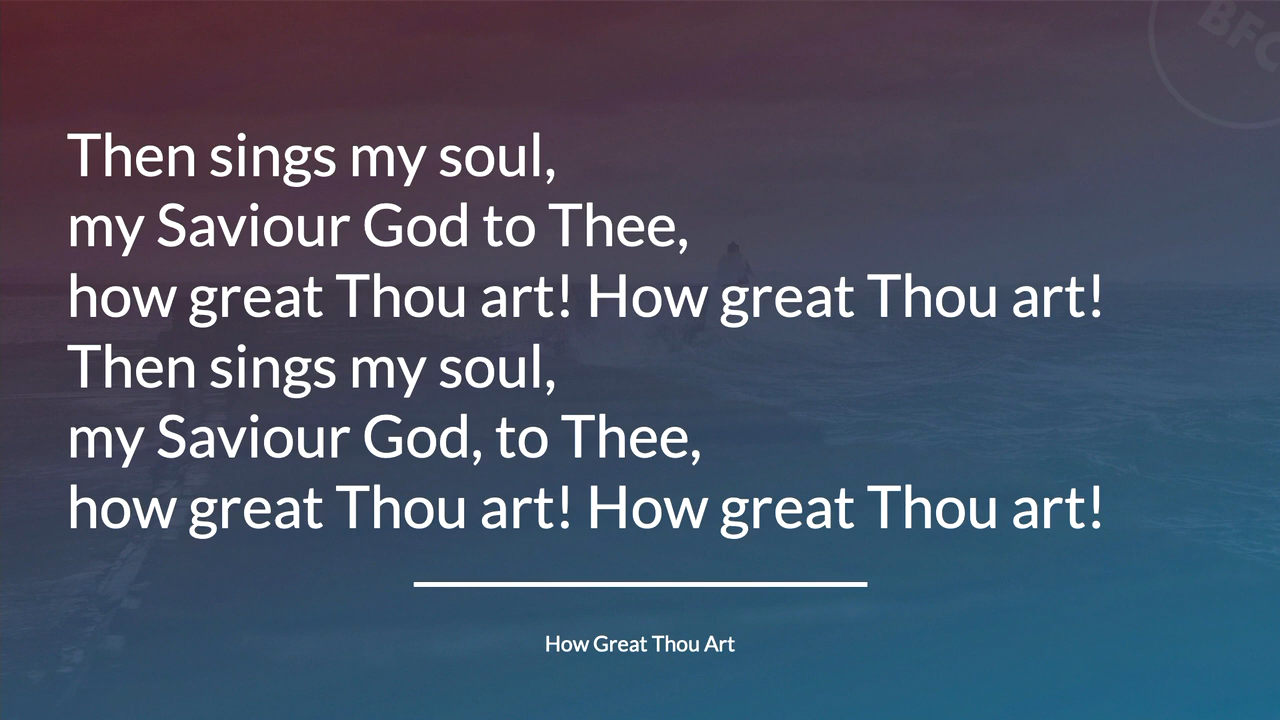 BFC
Then sings my soul,
my Saviour God to Thee,
how great Thou art! How great Thou art!
Then sings my soul,
my Saviour God, to Thee,
how great Thou art! How great Thou art!
How Great Thou Art